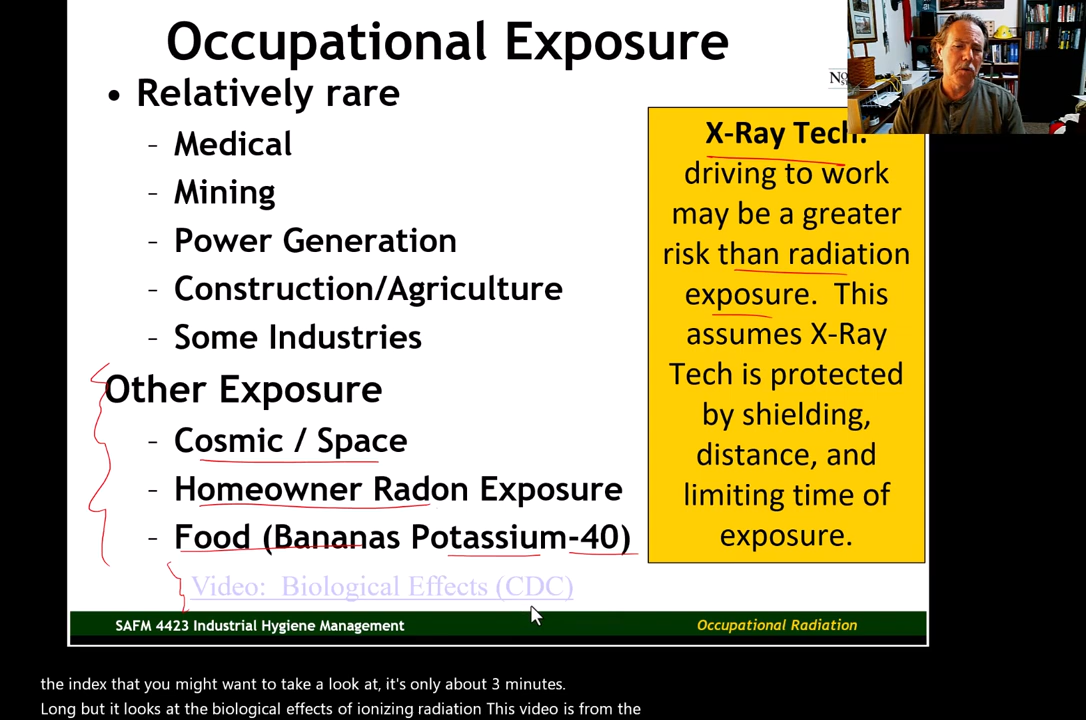 Occupational Exposure
• Relatively rare
- Medical
- Mining
- Power Generation
- Construction/Agriculture
- Some Industries
Other Exposure
- Cosmic / Space
- Homeowner Radon Exposure
- Food (Bananas Potassium-40)
Video: Biological Effects (CDC)
X-Ray Tech:
driving to work
may be a greater
risk than radiation
exposure. This
assumes X-Ray
Tech is protected
by shielding,
distance, and
limiting time of
exposure.
SAFM 4423 Industrial Hygiene Management
Occupational Radiation
the index that you might want to take a look at, it's only about 3 minutes.
Long but it looks at the biological effects of ionizing radiation This video is from the